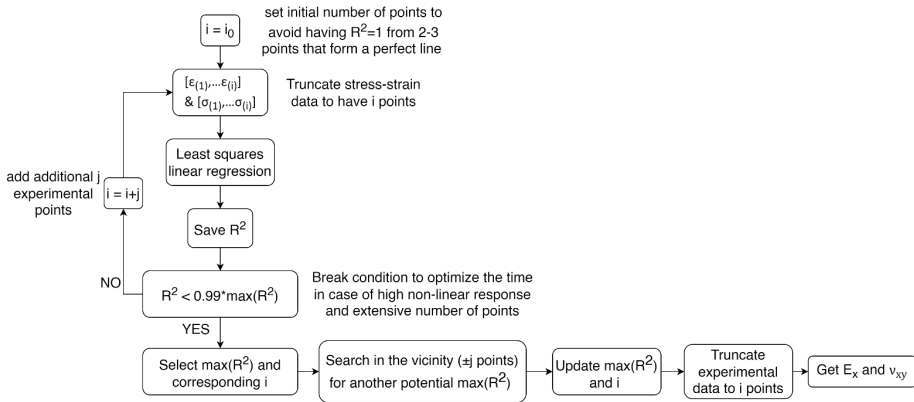 i = i₀
set initial number of points to
avoid having R²=1 from 2-3
points that form a perfect line
[ε₍₁₎,...ε₍ᵢ₎]
& [σ₍₁₎,...σ₍ᵢ₎]
Truncate stress-strain
data to have i points
Least squares
linear regression
add additional j
experimental
points
i = i+j
Save R²
NO
R² < 0.99*max(R²)
Break condition to optimize the time
in case of high non-linear response
and extensive number of points
YES
Select max(R²) and
corresponding i
Search in the vicinity (±j points)
for another potential max(R²)
Update max(R²)
and i
Truncate
experimental
data to i points
Get Eₓ and ν_xy